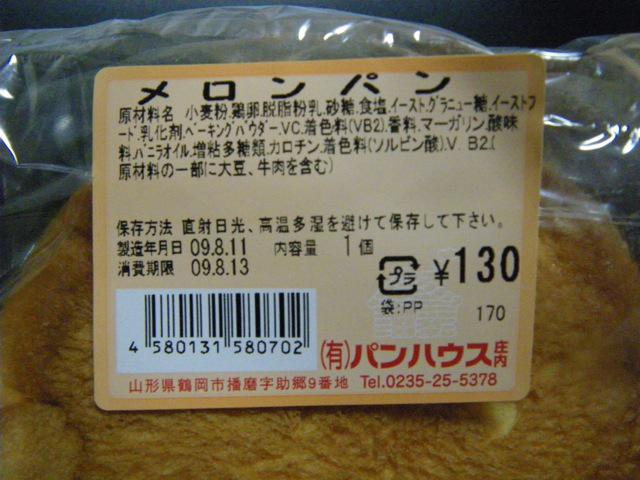 メロンパン
原材料名 小麦粉,鶏卵,脱脂粉乳,砂糖,食塩,イースト,グラニュー糖,イーストフ
ード,乳化剤,ベーキングパウダー,VC,着色料(VB2),香料,マーガリン,酸味
料,バニラオイル,増粘多糖類,カロチン,着色料(ソルビン酸),V. B2,(
原材料の一部に大豆、牛肉を含む)
保存方法 直射日光、高温多湿を避けて保存して下さい。
製造年月日 09.8.11 内容量 1個
消費期限 09.8.13
プラ ¥130
袋:PP
170
4 580131 580702
(有)パンハウス庄内
山形県鶴岡市播磨字助郷9番地 Tel.0235-25-5378